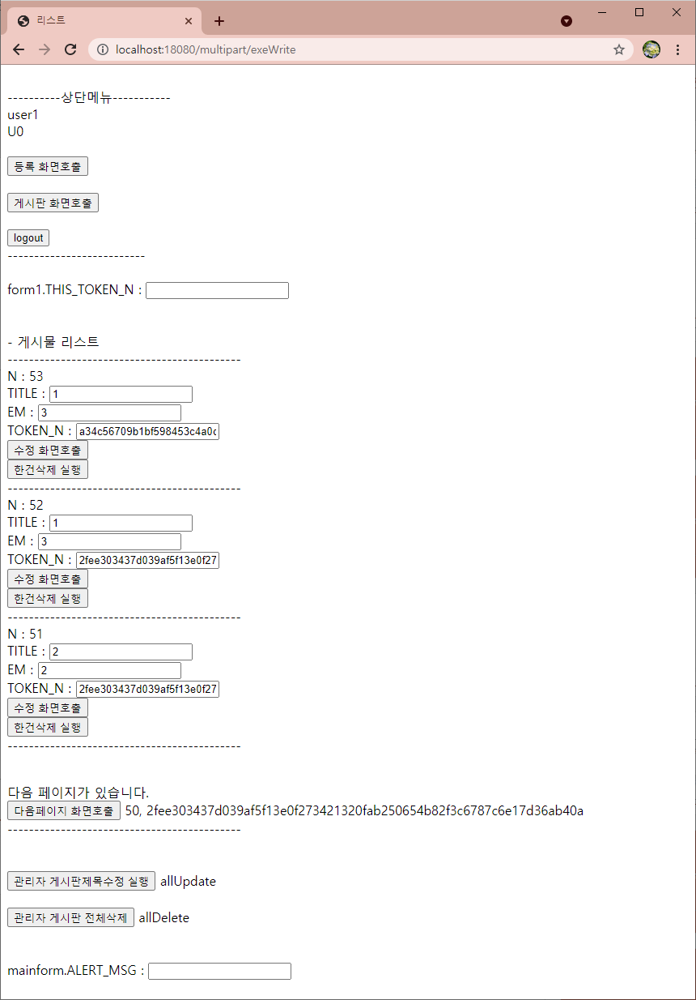 리스트
localhost:18080/multipart/exeWrite
----------상단메뉴-----------
user1
U0
등록 화면호출
게시판 화면호출
logout
--------------------------
form1.THIS_TOKEN_N :
- 게시물 리스트
--------------------------------------------
N : 53
TITLE : 1
EM : 3
TOKEN_N : a34c56709b1bf598453c4a0c
수정 화면호출
한건삭제 실행
--------------------------------------------
N : 52
TITLE : 1
EM : 3
TOKEN_N : 2fee303437d039af5f13e0f27
수정 화면호출
한건삭제 실행
--------------------------------------------
N : 51
TITLE : 2
EM : 2
TOKEN_N : 2fee303437d039af5f13e0f27
수정 화면호출
한건삭제 실행
--------------------------------------------
다음 페이지가 있습니다.
다음페이지 화면호출 50, 2fee303437d039af5f13e0f273421320fab250654b82f3c6787c6e17d36ab40a
--------------------------------------------
관리자 게시판제목수정 실행 allUpdate
관리자 게시판 전체삭제 allDelete
mainform.ALERT_MSG :